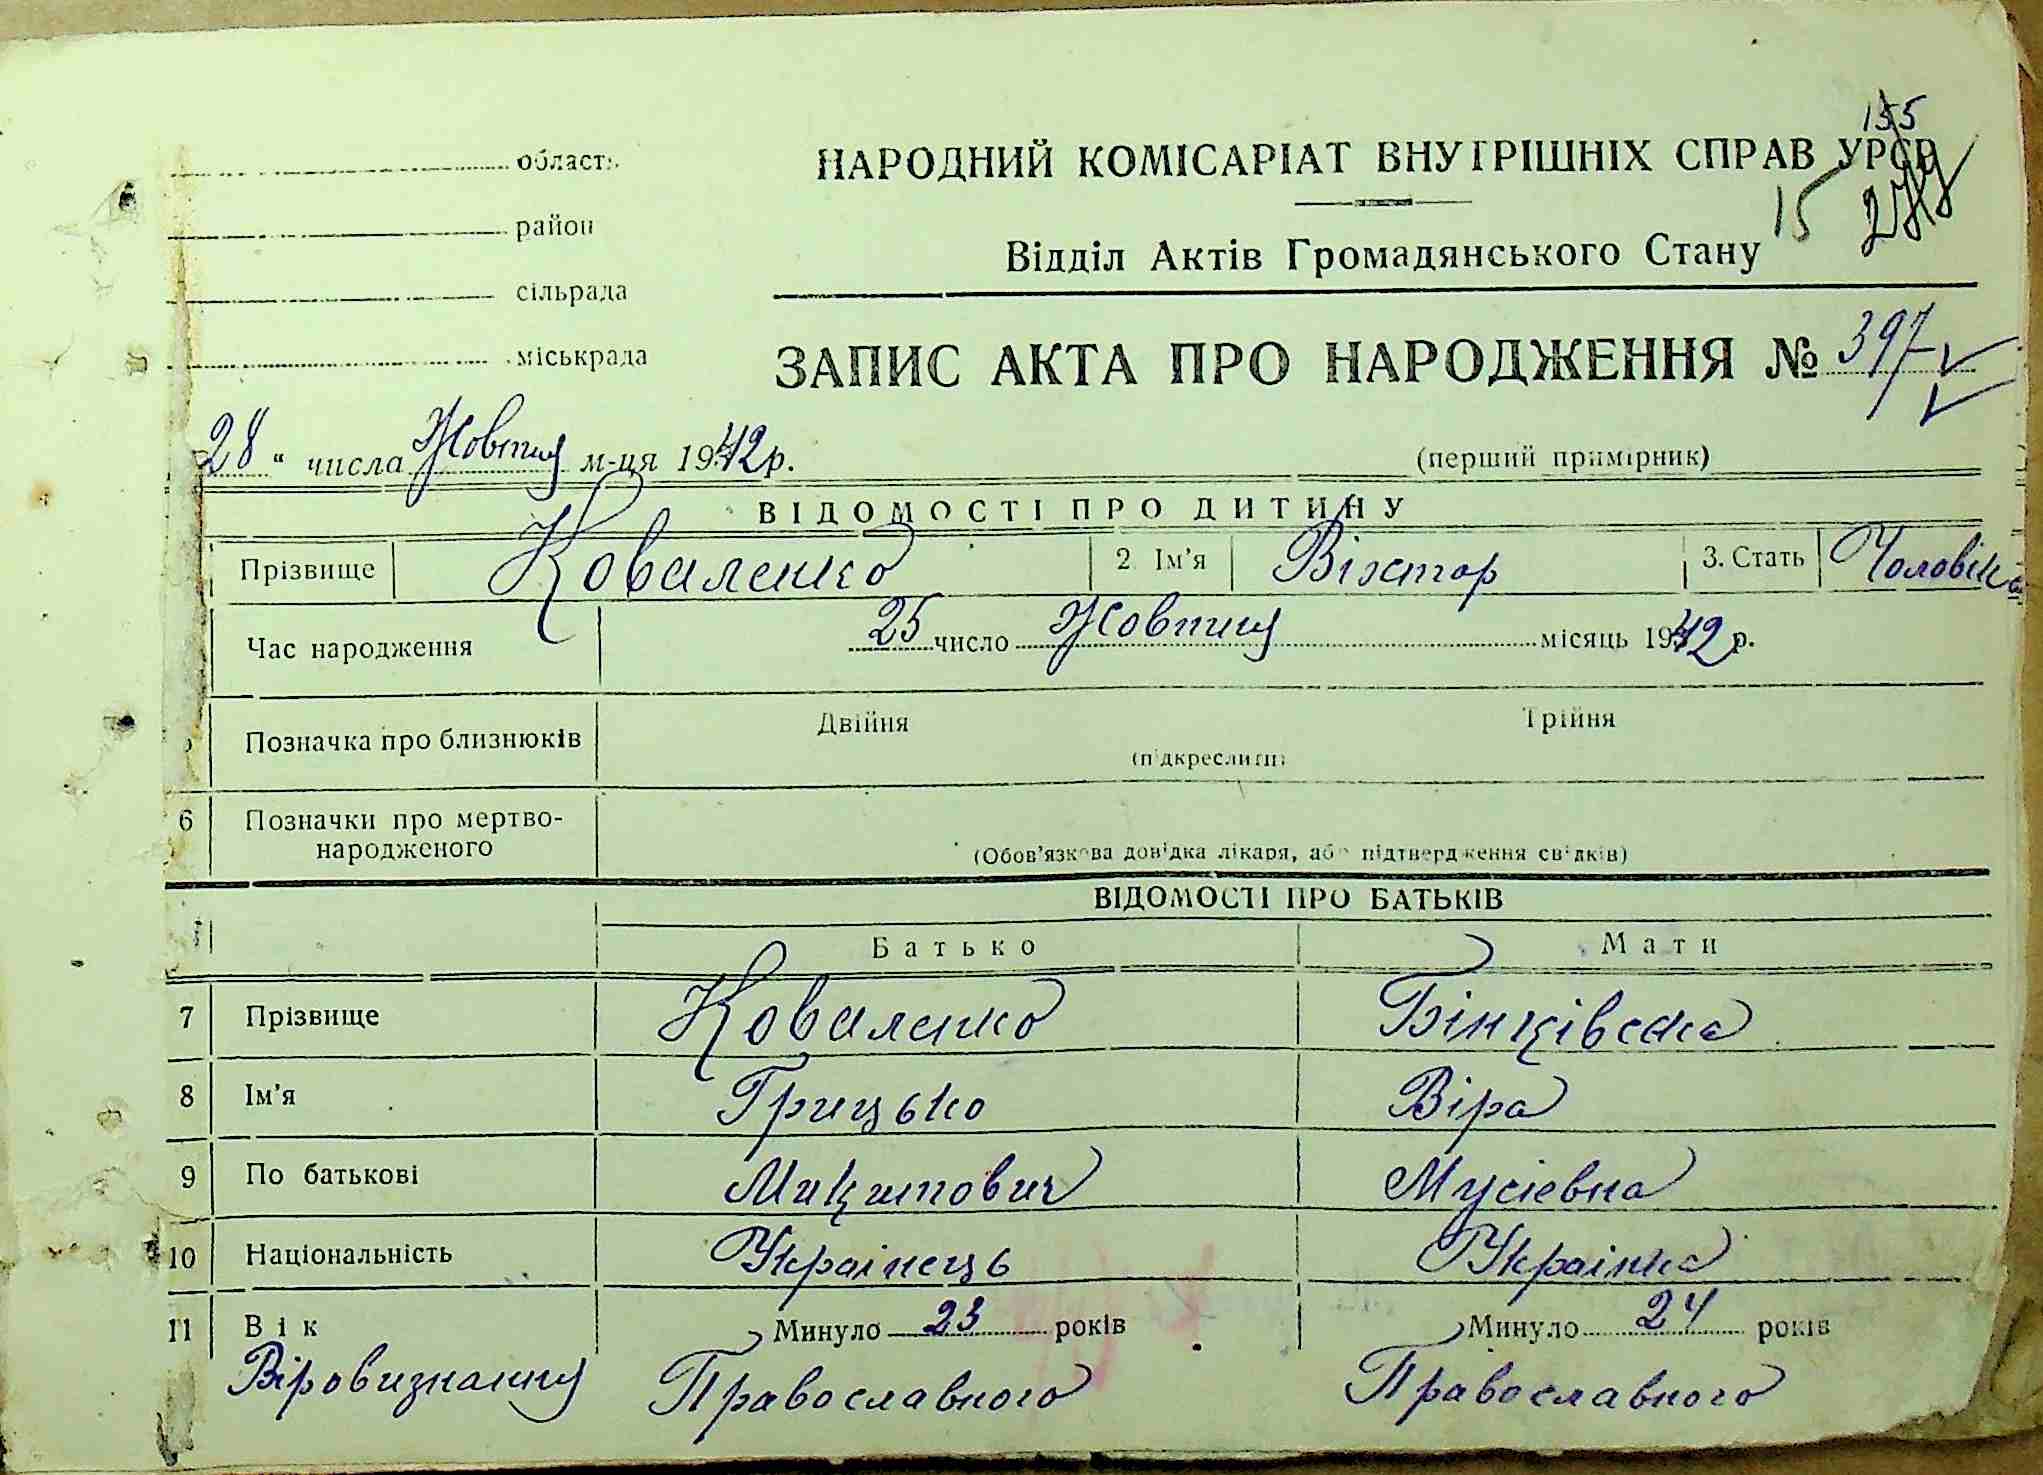 155
область
НАРОДНИЙ КОМІСАРІАТ ВНУТРІШНІХ СПРАВ УРСР
район
15
Відділ Актів Громадянського Стану
сільрада
міськрада
ЗАПИС АКТА ПРО НАРОДЖЕННЯ № 397
28 " числа Жовтня м-ця 1942 р.
(перший примірник)
ВІДОМОСТІ ПРО ДИТИНУ
Прізвище Коваленко 2. Ім'я Віктор 3. Стать Чоловіча
Час народження 25 число Жовтня місяць 1942 р.
Позначка про близнюків Двійня Трійня
(підкреслити)
6 Позначки про мертво-
народженого
(Обов'язкова довідка лікаря, або підтвердження свідків)
ВІДОМОСТІ ПРО БАТЬКІВ
Батько Мати
7 Прізвище Коваленко Бінківська
8 Ім'я Грицько Віра
9 По батькові Микитович Мусіевна
10 Національність Украінець Украінка
11 Вік Минуло 23 років Минуло 24 років
Віровизнання Православного Православного